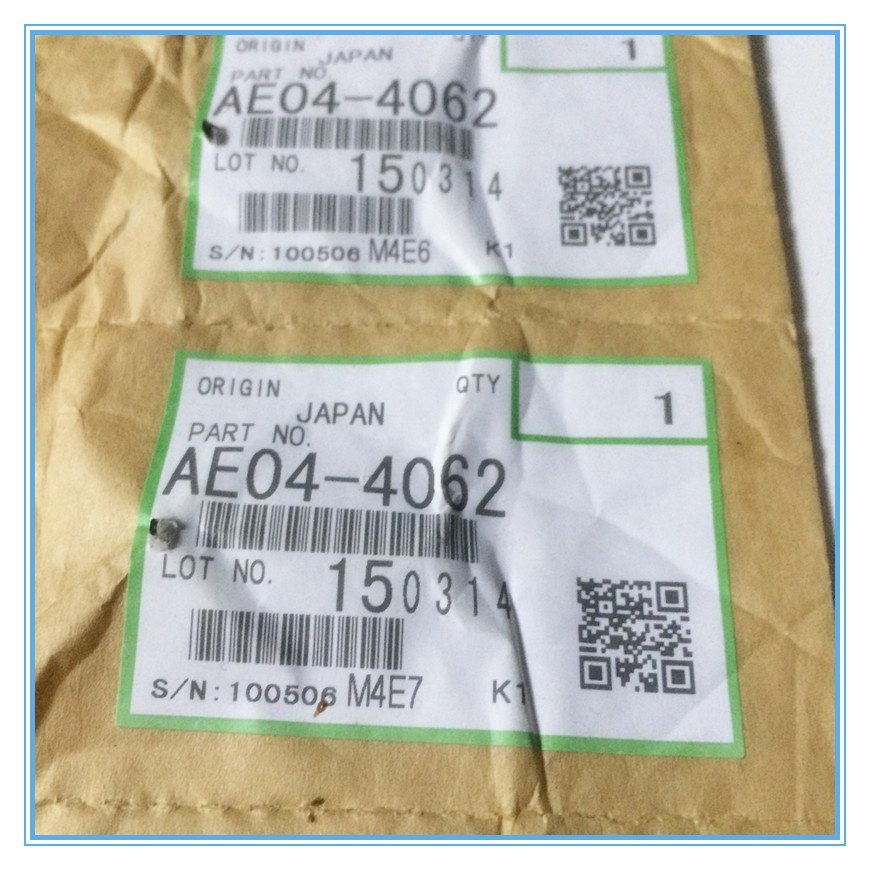 ORIGIN
1
JAPAN
PART NO.
AE04-4062
LOT NO. 150314
S/N:100506 M4E6 K1
ORIGIN QTY
1
JAPAN
PART NO.
AE04-4062
LOT NO. 150314
S/N:100506 M4E7 K1